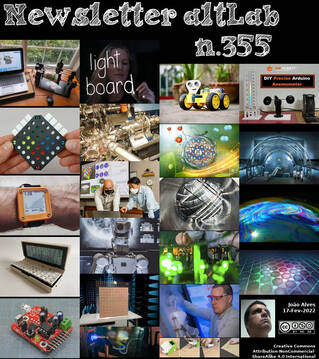 Newsletter altLab
n.355
light
board
DIY Precise Arduino
Anemometer
João Alves
17-Fev-2022
Creative Commons
Attribution-NonCommercial-
ShareAlike 4.0 International